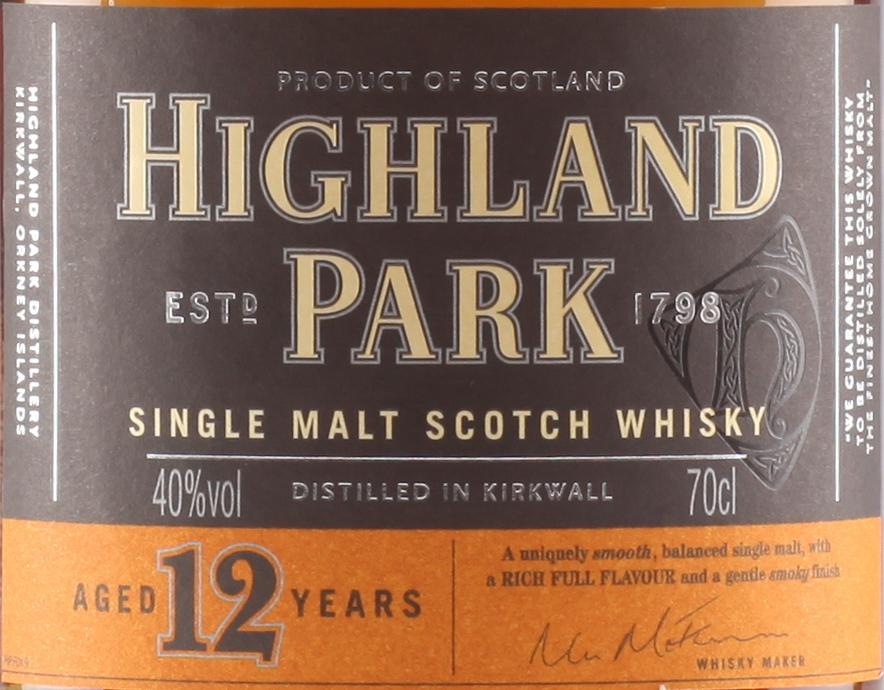 PRODUCT OF SCOTLAND
HIGHLAND
PARK
ESTD 1798
SINGLE MALT SCOTCH WHISKY
40%vol DISTILLED IN KIRKWALL 70cl
AGED 12 YEARS
A uniquely smooth, balanced single malt, with
a RICH FULL FLAVOUR and a gentle smoky finish
WHISKY MAKER
HIGHLAND PARK DISTILLERY
KIRKWALL, ORKNEY ISLANDS
"WE GUARANTEE THIS WHISKY
TO BE DISTILLED SOLELY FROM
THE FINEST HOME GROWN MALT"